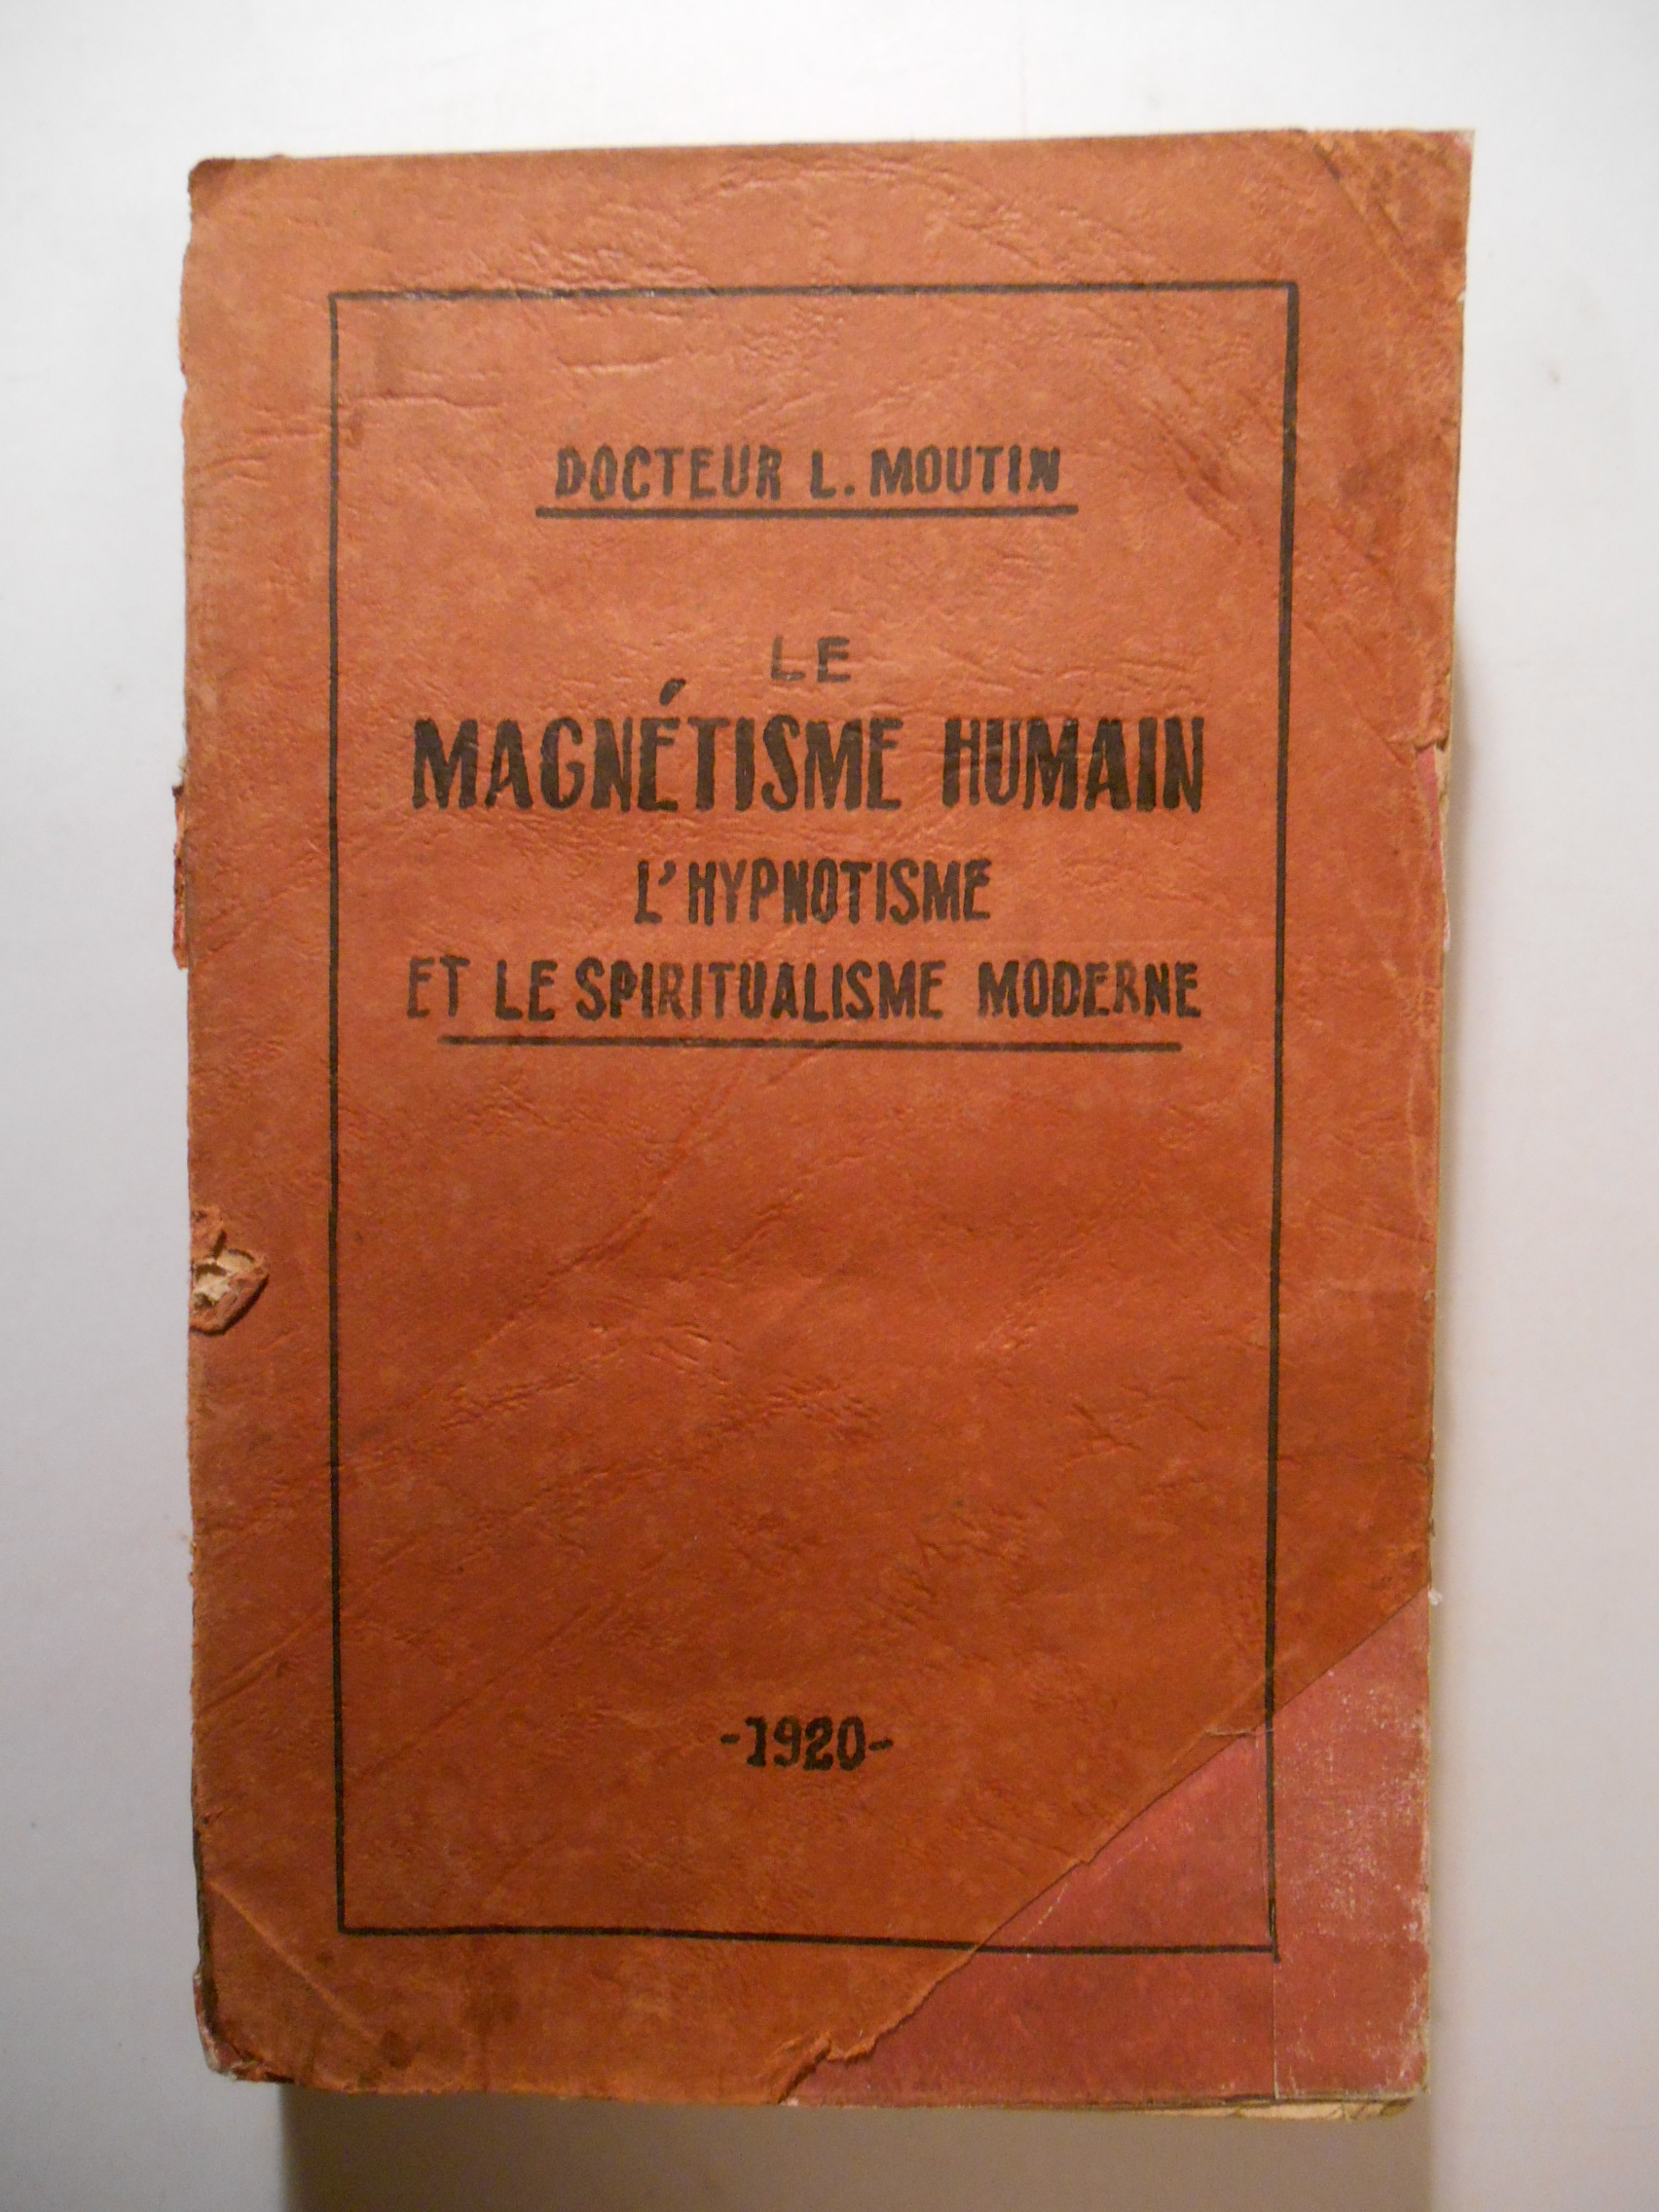 DOCTEUR L. MOUTIN
LE
MAGNÉTISME HUMAIN
L'HYPNOTISME
ET LE SPIRITUALISME MODERNE
-1920-